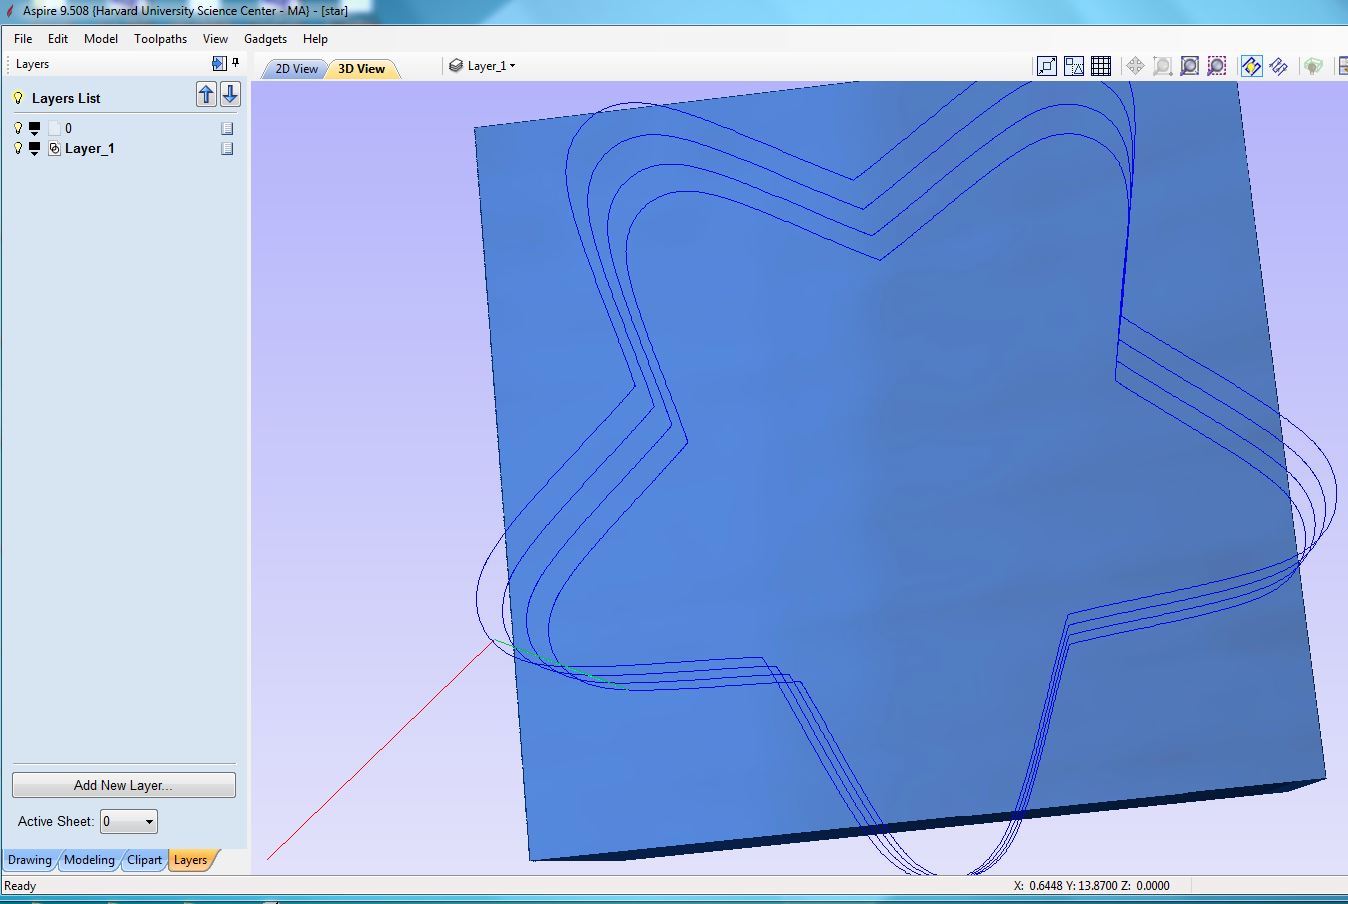 Aspire 9.508 {Harvard University Science Center - MA} - [star]
File Edit Model Toolpaths View Gadgets Help
Layers
2D View 3D View Layer_1
Layers List
0
Layer_1
Add New Layer...
Active Sheet: 0
Drawing Modeling Clipart Layers
Ready X: 0.6448 Y: 13.8700 Z: 0.0000